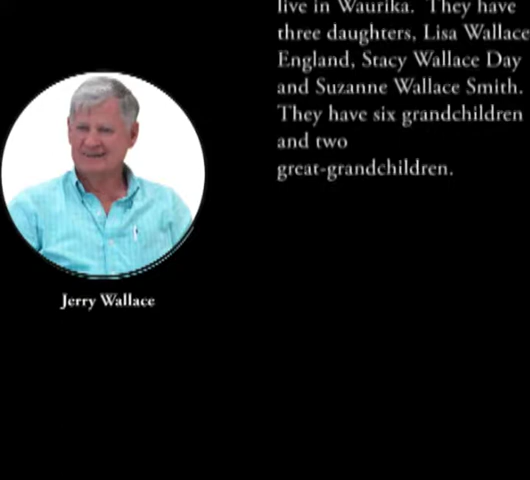 live in Waurika. They have
three daughters, Lisa Wallace
England, Stacy Wallace Day
and Suzanne Wallace Smith.
They have six grandchildren
and two
great-grandchildren.
Jerry Wallace